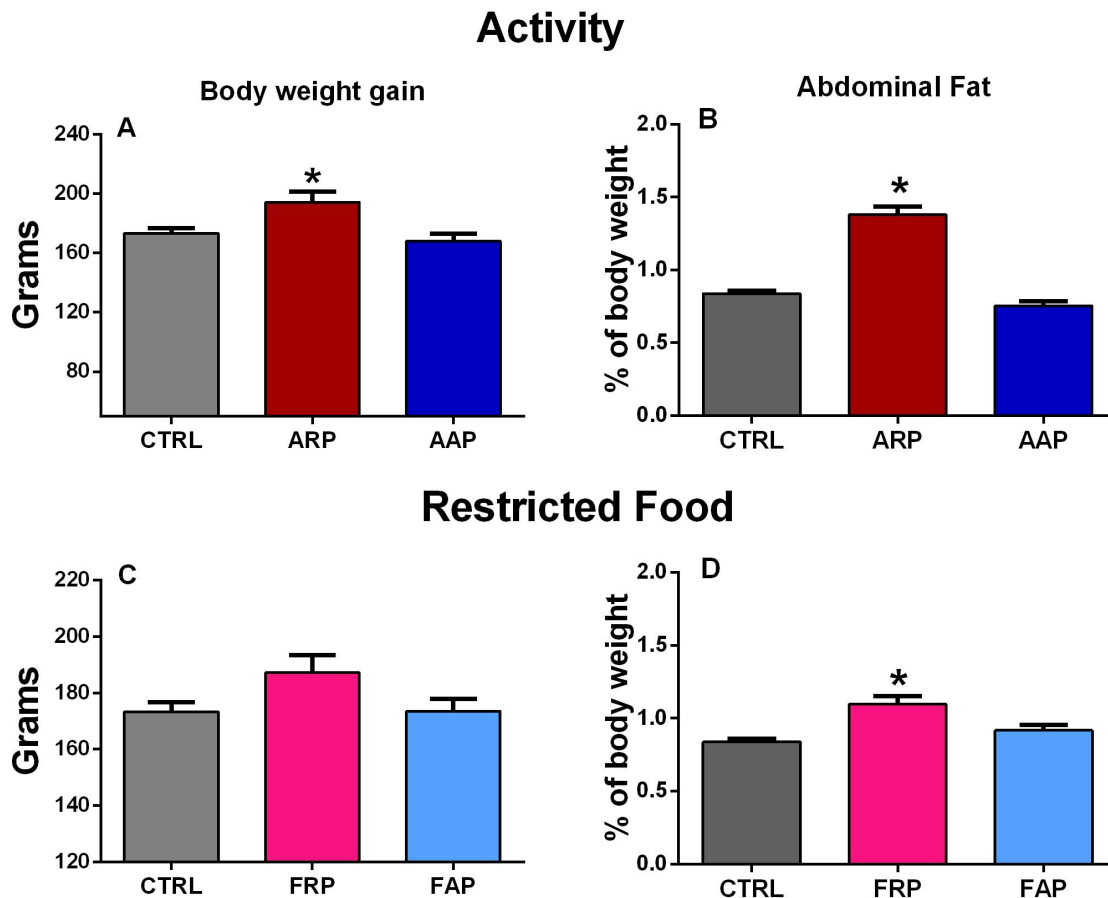 Activity
Body weight gain
Abdominal Fat
A
Grams
240
200
160
120
80
*
CTRL ARP AAP
B
% of body weight
2.0
1.5
1.0
0.5
0.0
*
CTRL ARP AAP
Restricted Food
C
Grams
220
200
180
160
140
120
CTRL FRP FAP
D
% of body weight
2.0
1.5
1.0
0.5
0.0
*
CTRL FRP FAP